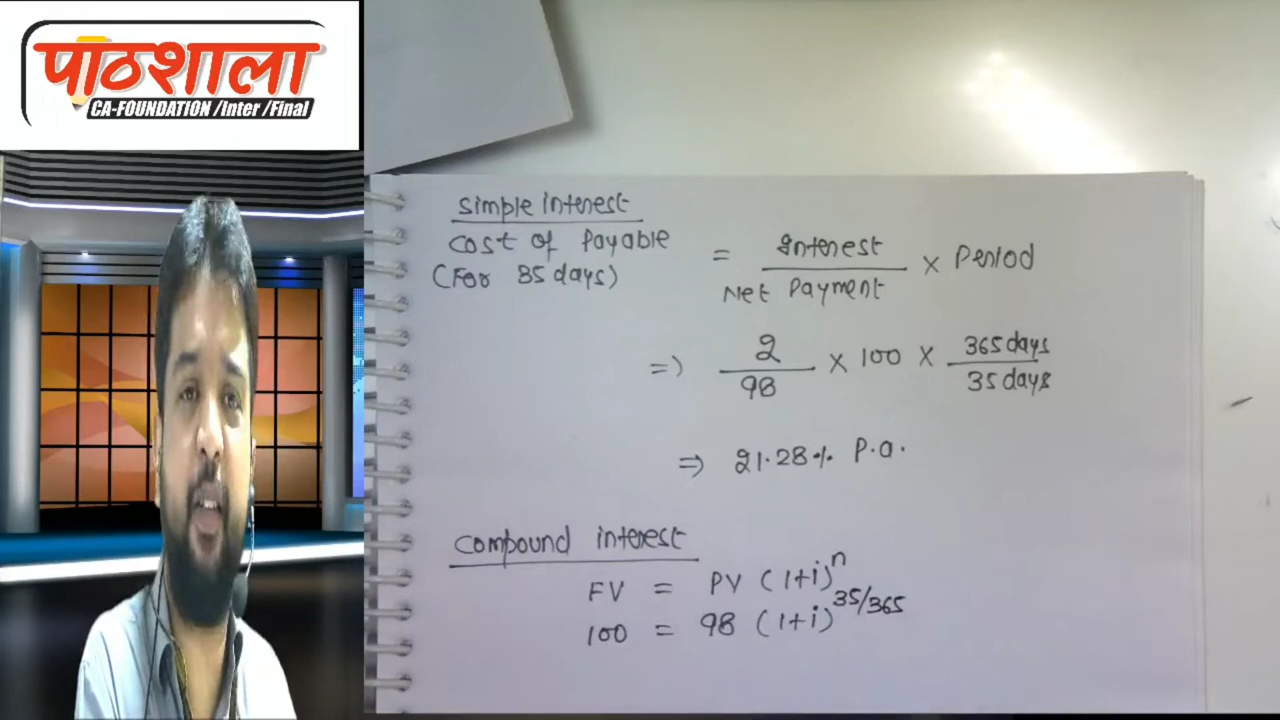 पाठशाला
CA-FOUNDATION /Inter /Final
Simple interest
Cost of Payable
(For 35 days)
= Interest / Net Payment × Period
=) 2 / 98 × 100 × 365 days / 35 days
=) 21.28% P.a.
Compound interest
FV = PV (1+i)^n
100 = 98 (1+i)^35/365